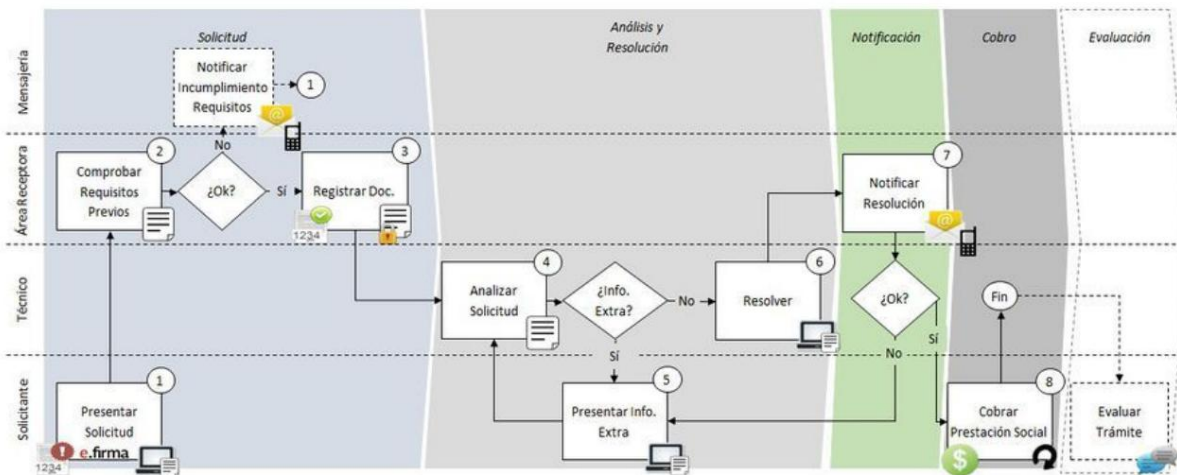 Solicitud
Análisis y
Resolución
Notificación
Cobro
Evaluación
Mensajería
Notificar
Incumplimiento
Requisitos
1
@
No
Área Receptora
2
Comprobar
Requisitos
Previos
¿Ok?
Sí
3
Registrar Doc.
1234
7
Notificar
Resolución
@
Técnico
4
Analizar
Solicitud
¿Info.
Extra?
No
6
Resolver
¿Ok?
Sí
No
Fin
Sí
Solicitante
1
Presentar
Solicitud
1234
e.firma
5
Presentar Info.
Extra
8
Cobrar
Prestación Social
$
Evaluar
Trámite